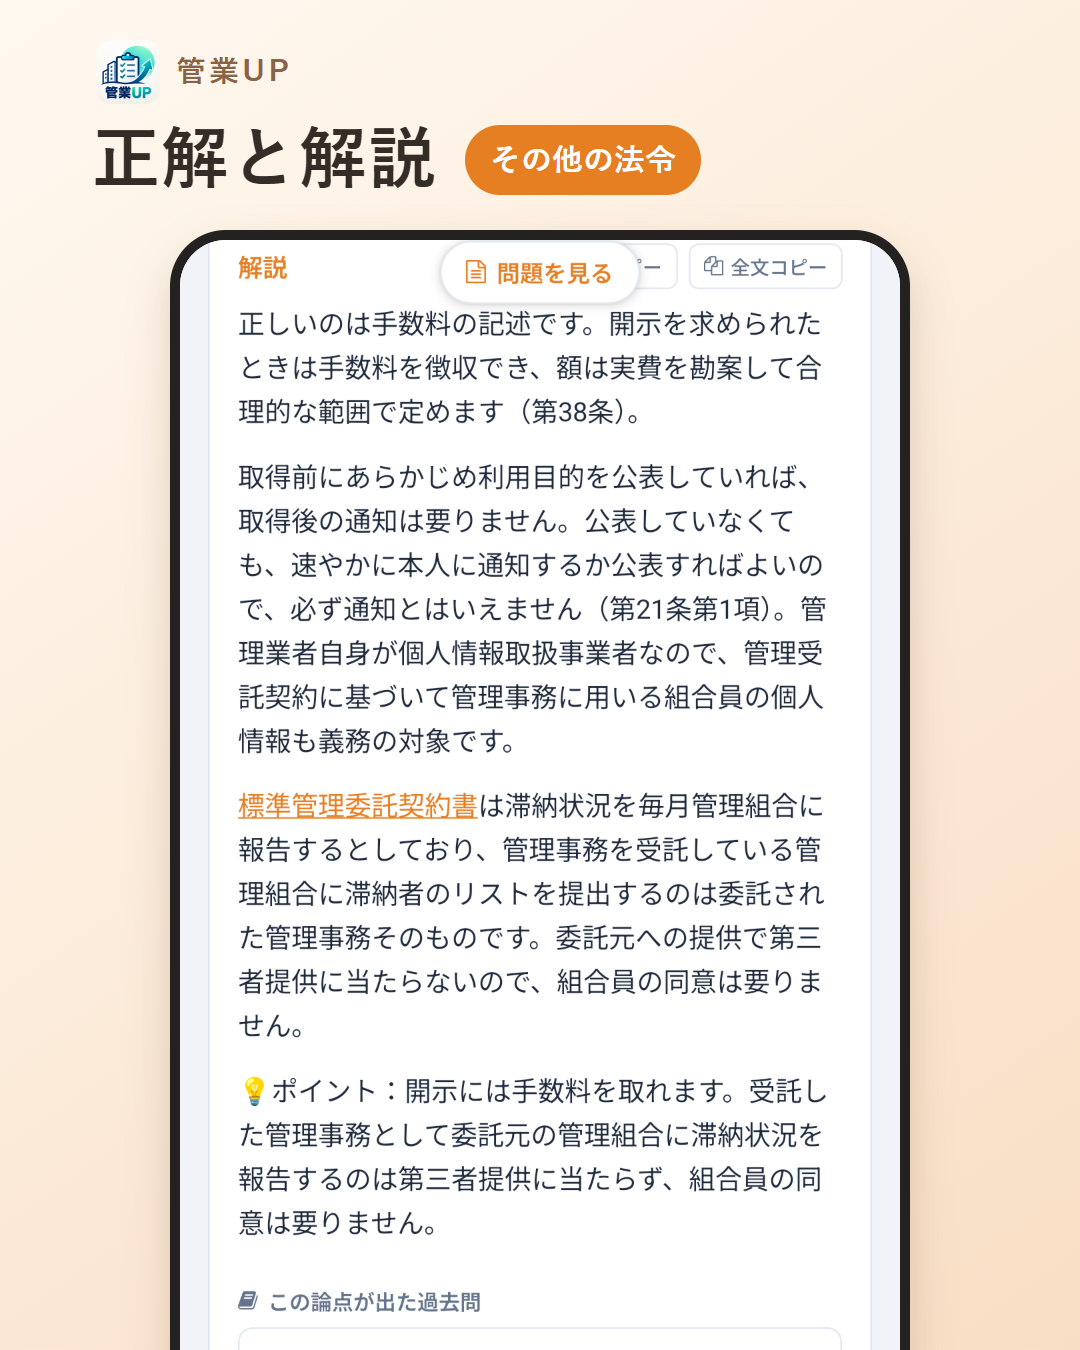 管業UP
管業UP
正解と解説
その他の法令
解説
問題を見る
ピー
全文コピー
正しいのは手数料の記述です。開示を求められた
ときは手数料を徴収でき、額は実費を勘案して合
理的な範囲で定めます（第38条）。
取得前にあらかじめ利用目的を公表していれば、
取得後の通知は要りません。公表していなくて
も、速やかに本人に通知するか公表すればよいの
で、必ず通知とはいえません（第21条第1項）。管
理業者自身が個人情報取扱事業者なので、管理受
託契約に基づいて管理事務に用いる組合員の個人
情報も義務の対象です。
標準管理委託契約書は滞納状況を毎月管理組合に
報告するとしており、管理事務を受託している管
理組合に滞納者のリストを提出するのは委託され
た管理事務そのものです。委託元への提供で第三
者提供に当たらないので、組合員の同意は要りま
せん。
💡ポイント：開示には手数料を取れます。受託し
た管理事務として委託元の管理組合に滞納状況を
報告するのは第三者提供に当たらず、組合員の同
意は要りません。
この論点が出た過去問